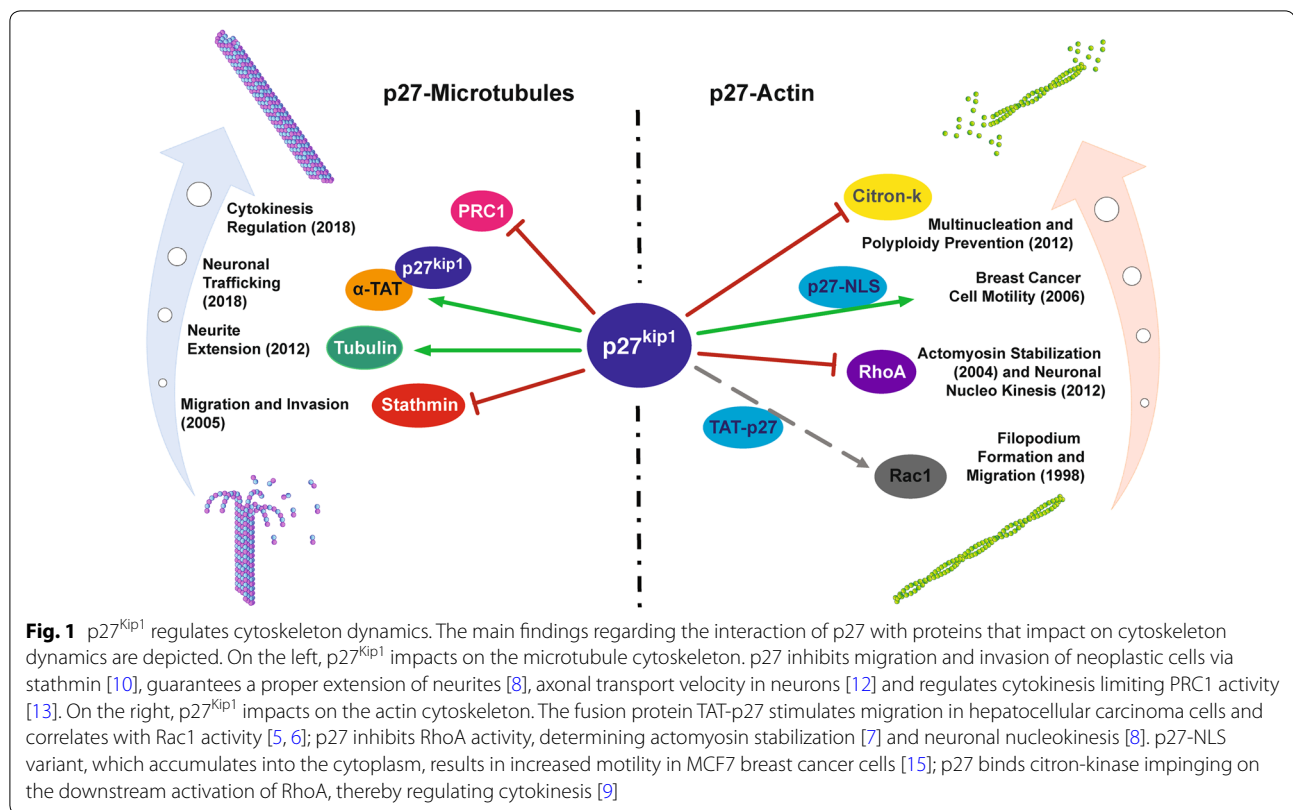 p27-Microtubules
p27-Actin
Cytokinesis
Regulation (2018)
Neuronal
Trafficking
(2018)
Neurite
Extension (2012)
Migration and Invasion
(2005)
PRC1
p27kip1
α-TAT
Tubulin
Stathmin
p27kip1
Citron-k
p27-NLS
RhoA
TAT-p27
Rac1
Multinucleation and
Polyploidy Prevention (2012)
Breast Cancer
Cell Motility (2006)
Actomyosin Stabilization
(2004) and Neuronal
Nucleo Kinesis (2012)
Filopodium
Formation and
Migration (1998)
Fig. 1 p27Kip1 regulates cytoskeleton dynamics. The main findings regarding the interaction of p27 with proteins that impact on cytoskeleton
dynamics are depicted. On the left, p27Kip1 impacts on the microtubule cytoskeleton. p27 inhibits migration and invasion of neoplastic cells via
stathmin [10], guarantees a proper extension of neurites [8], axonal transport velocity in neurons [12] and regulates cytokinesis limiting PRC1 activity
[13]. On the right, p27Kip1 impacts on the actin cytoskeleton. The fusion protein TAT-p27 stimulates migration in hepatocellular carcinoma cells and
correlates with Rac1 activity [5, 6]; p27 inhibits RhoA activity, determining actomyosin stabilization [7] and neuronal nucleokinesis [8]. p27-NLS
variant, which accumulates into the cytoplasm, results in increased motility in MCF7 breast cancer cells [15]; p27 binds citron-kinase impinging on
the downstream activation of RhoA, thereby regulating cytokinesis [9]